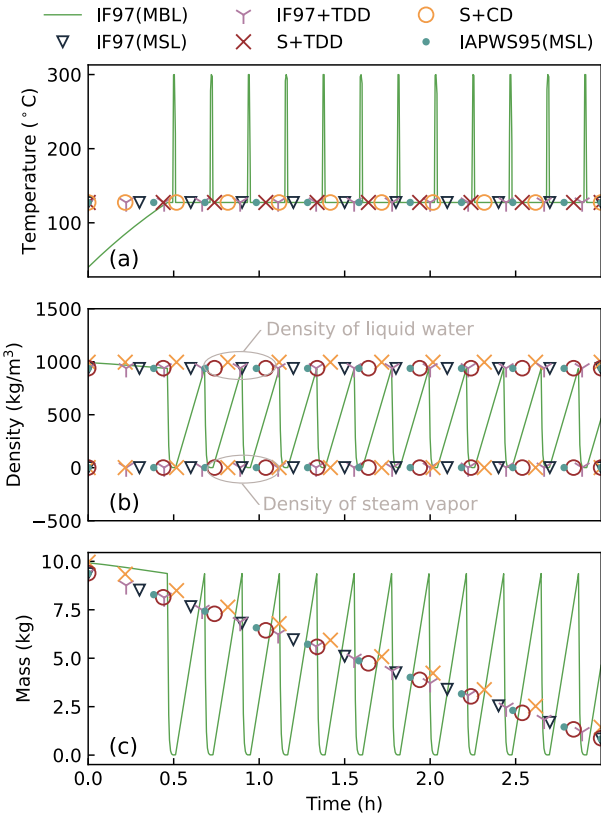 IF97(MBL) IF97+TDD S+CD
IF97(MSL) S+TDD IAPWS95(MSL)
300
200
100
Temperature (°C)
(a)
1500
1000
500
0
−500
Density (kg/m³)
Density of liquid water
Density of steam vapor
(b)
10.0
7.5
5.0
2.5
0.0
Mass (kg)
(c)
0.0 0.5 1.0 1.5 2.0 2.5
Time (h)